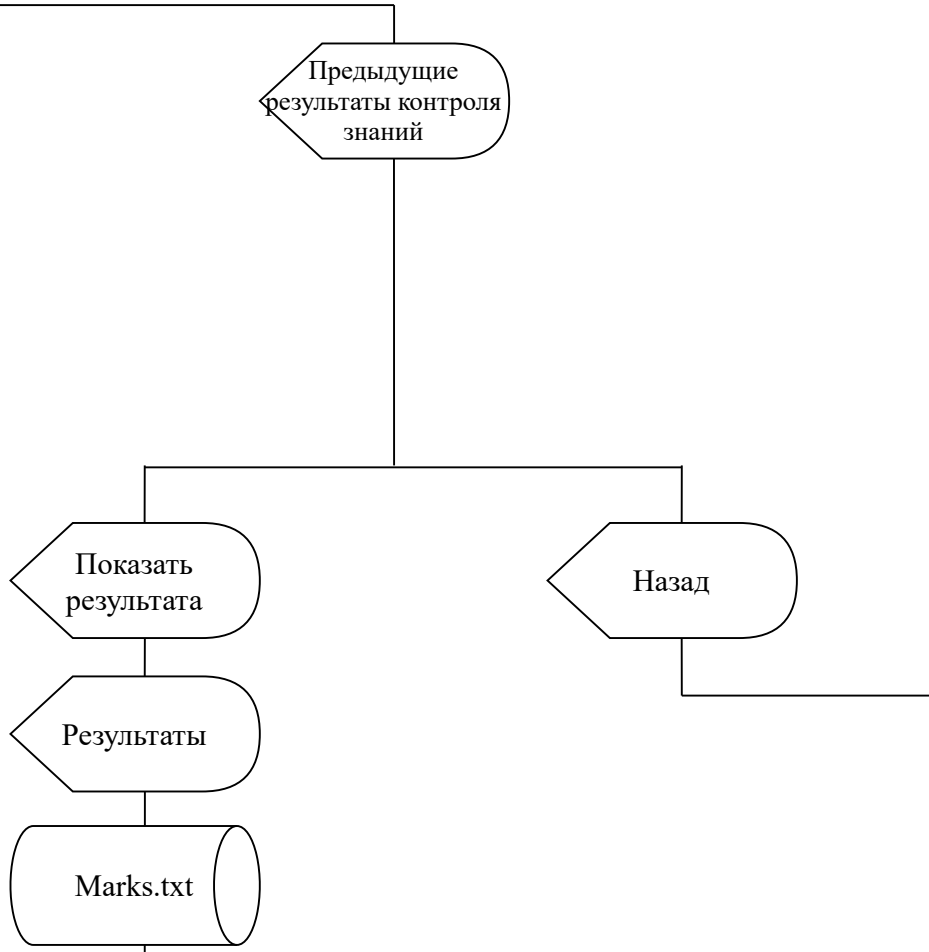 Предыдущие
результаты контроля
знаний
Показать
результата
Назад
Результаты
Marks.txt